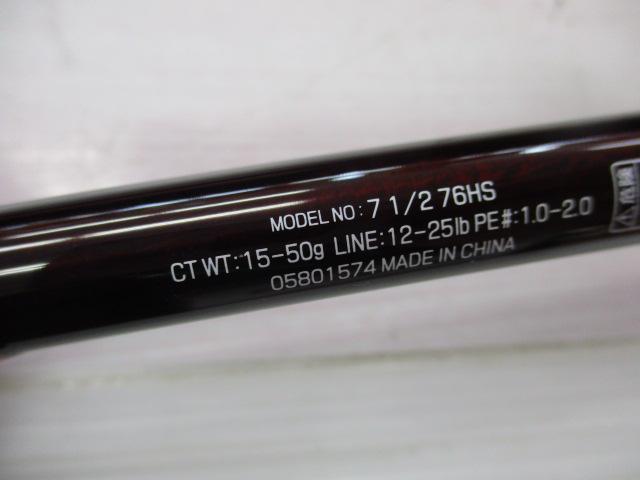 MODEL NO: 7 1/2 76HS
CT WT: 15-50g LINE: 12-25lb PE#: 1.0-2.0
05801574 MADE IN CHINA